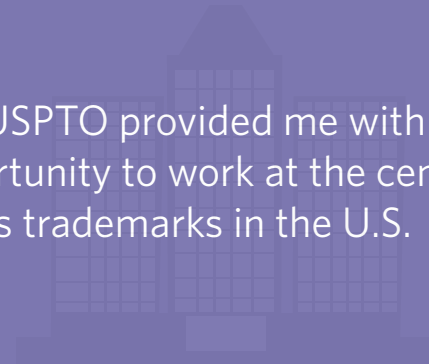 USPTO provided me with
rtunity to work at the cen
s trademarks in the U.S.